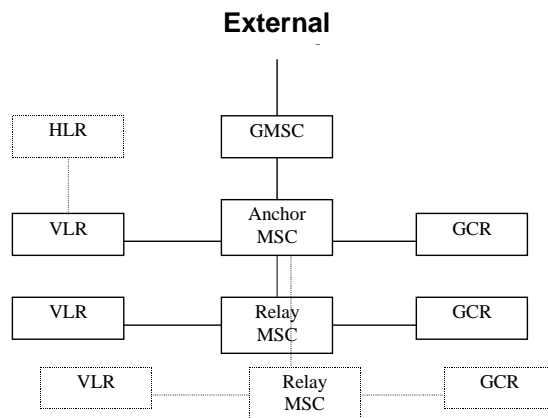 External
HLR
GMSC
VLR
Anchor
MSC
GCR
VLR
Relay
MSC
GCR
VLR
Relay
MSC
GCR